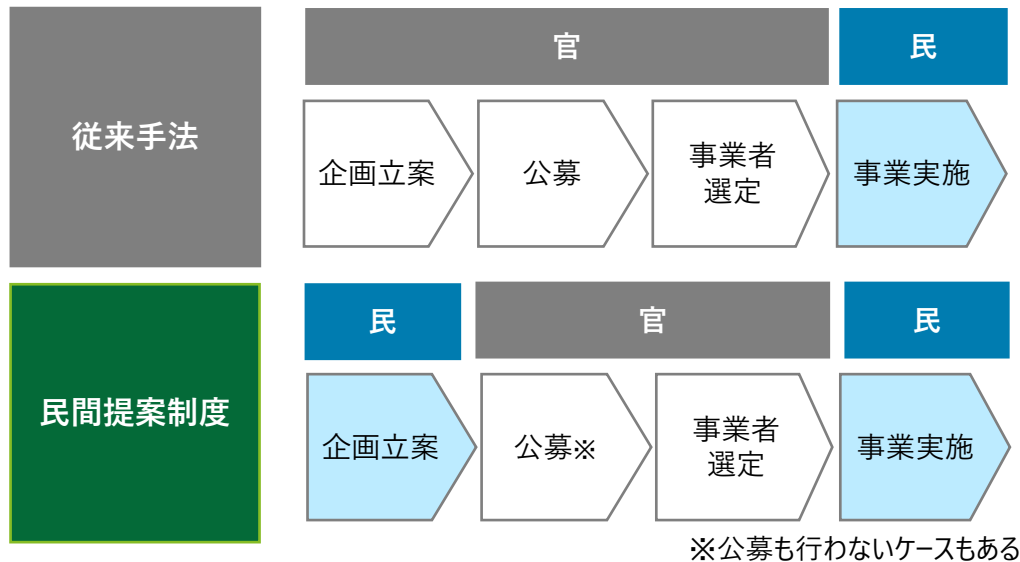 従来手法
官
民
企画立案
公募
事業者
選定
事業実施
民間提案制度
民
官
民
企画立案
公募※
事業者
選定
事業実施
※公募も行わないケースもある